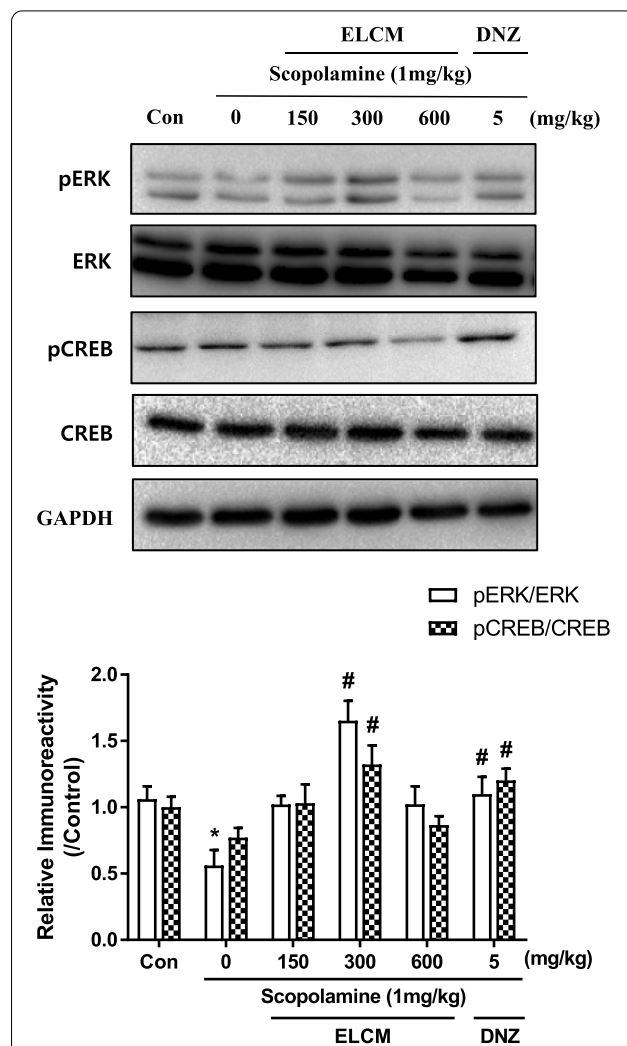 ELCM DNZ
Scopolamine (1mg/kg)
Con 0 150 300 600 5 (mg/kg)
pERK
ERK
pCREB
CREB
GAPDH
pERK/ERK
pCREB/CREB
Relative Immunoreactivity
(/Control)
2.0
1.5
1.0
0.5
0.0
*
#
#
# #
Con 0 150 300 600 5 (mg/kg)
Scopolamine (1mg/kg)
ELCM DNZ